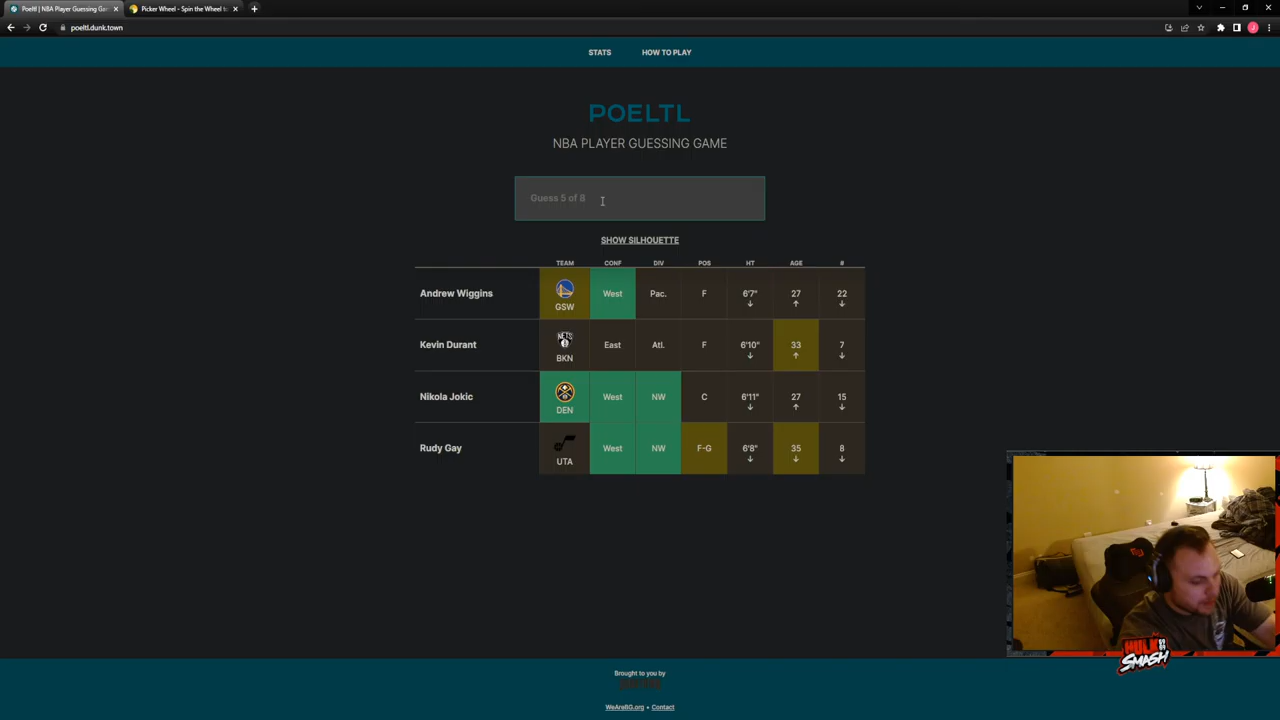 Poeltl | NBA Player Guessing Ga
Picker Wheel - Spin the Wheel t
poeltl.dunk.town
STATS HOW TO PLAY
POELTL
NBA PLAYER GUESSING GAME
Guess 5 of 8
SHOW SILHOUETTE
TEAM CONF DIV POS HT AGE #
Andrew Wiggins GSW West Pac. F 6'7" ↓ 27 ↑ 22 ↓
Kevin Durant NETS BKN East Atl. F 6'10" ↓ 33 ↑ 7 ↓
Nikola Jokic DEN West NW C 6'11" ↓ 27 ↑ 15 ↓
Rudy Gay UTA West NW F-G 6'8" ↓ 35 ↓ 8 ↓
HULK
SMASH
Brought to you by
WeAreBG.org • Contact